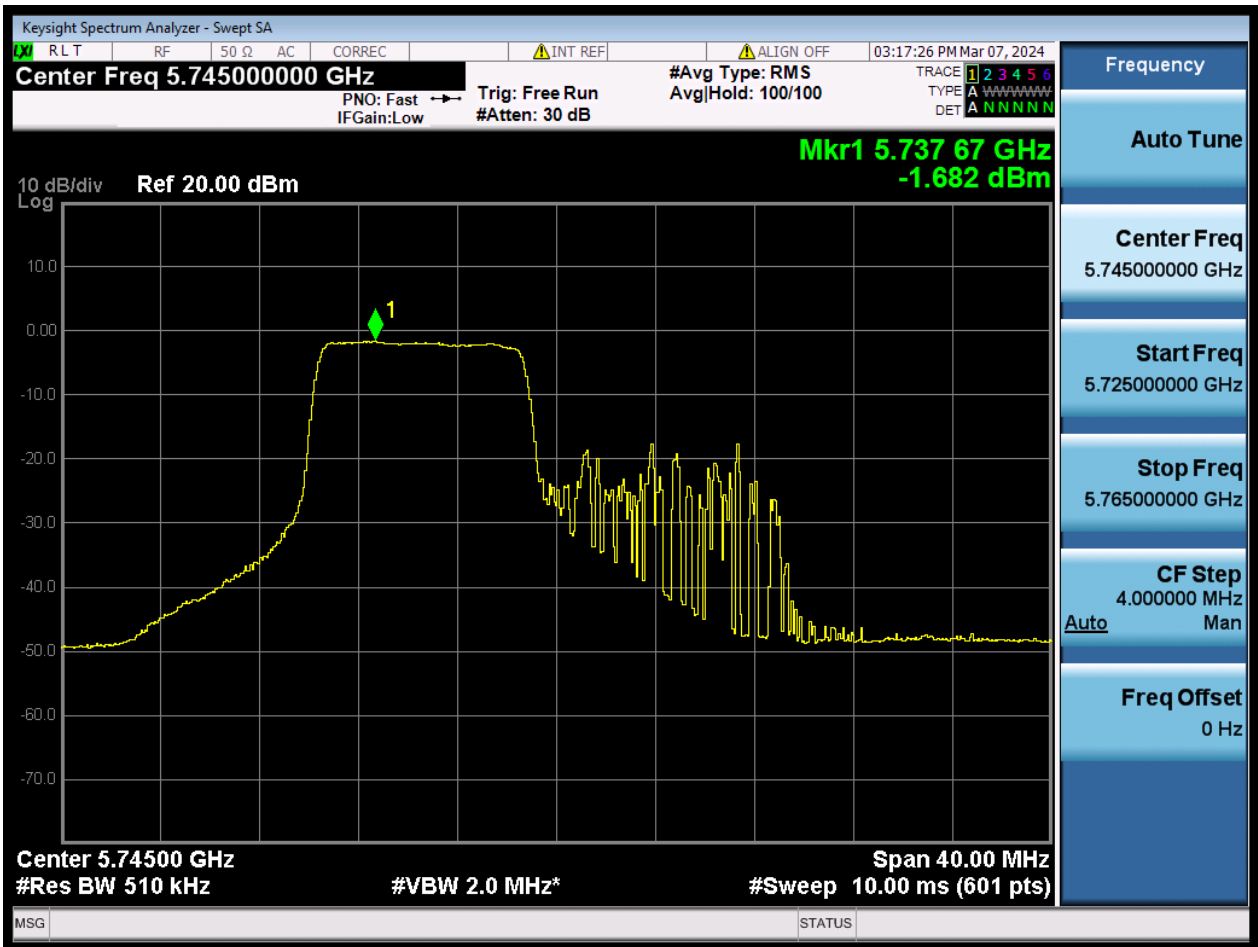 Keysight Spectrum Analyzer - Swept SA
LXI RLT RF 50 Ω AC CORREC INT REF ALIGN OFF 03:17:26 PM Mar 07, 2024
Center Freq 5.745000000 GHz
PNO: Fast
IFGain:Low
Trig: Free Run
#Atten: 30 dB
#Avg Type: RMS
Avg|Hold: 100/100
TRACE 1 2 3 4 5 6
TYPE A WWWWW
DET A N N N N N
Mkr1 5.737 67 GHz
-1.682 dBm
10 dB/div Ref 20.00 dBm
Log
1
10.0
0.00
-10.0
-20.0
-30.0
-40.0
-50.0
-60.0
-70.0
Center 5.74500 GHz Span 40.00 MHz
#Res BW 510 kHz #VBW 2.0 MHz* #Sweep 10.00 ms (601 pts)
MSG STATUS
Frequency
Auto Tune
Center Freq
5.745000000 GHz
Start Freq
5.725000000 GHz
Stop Freq
5.765000000 GHz
CF Step
4.000000 MHz
Auto Man
Freq Offset
0 Hz